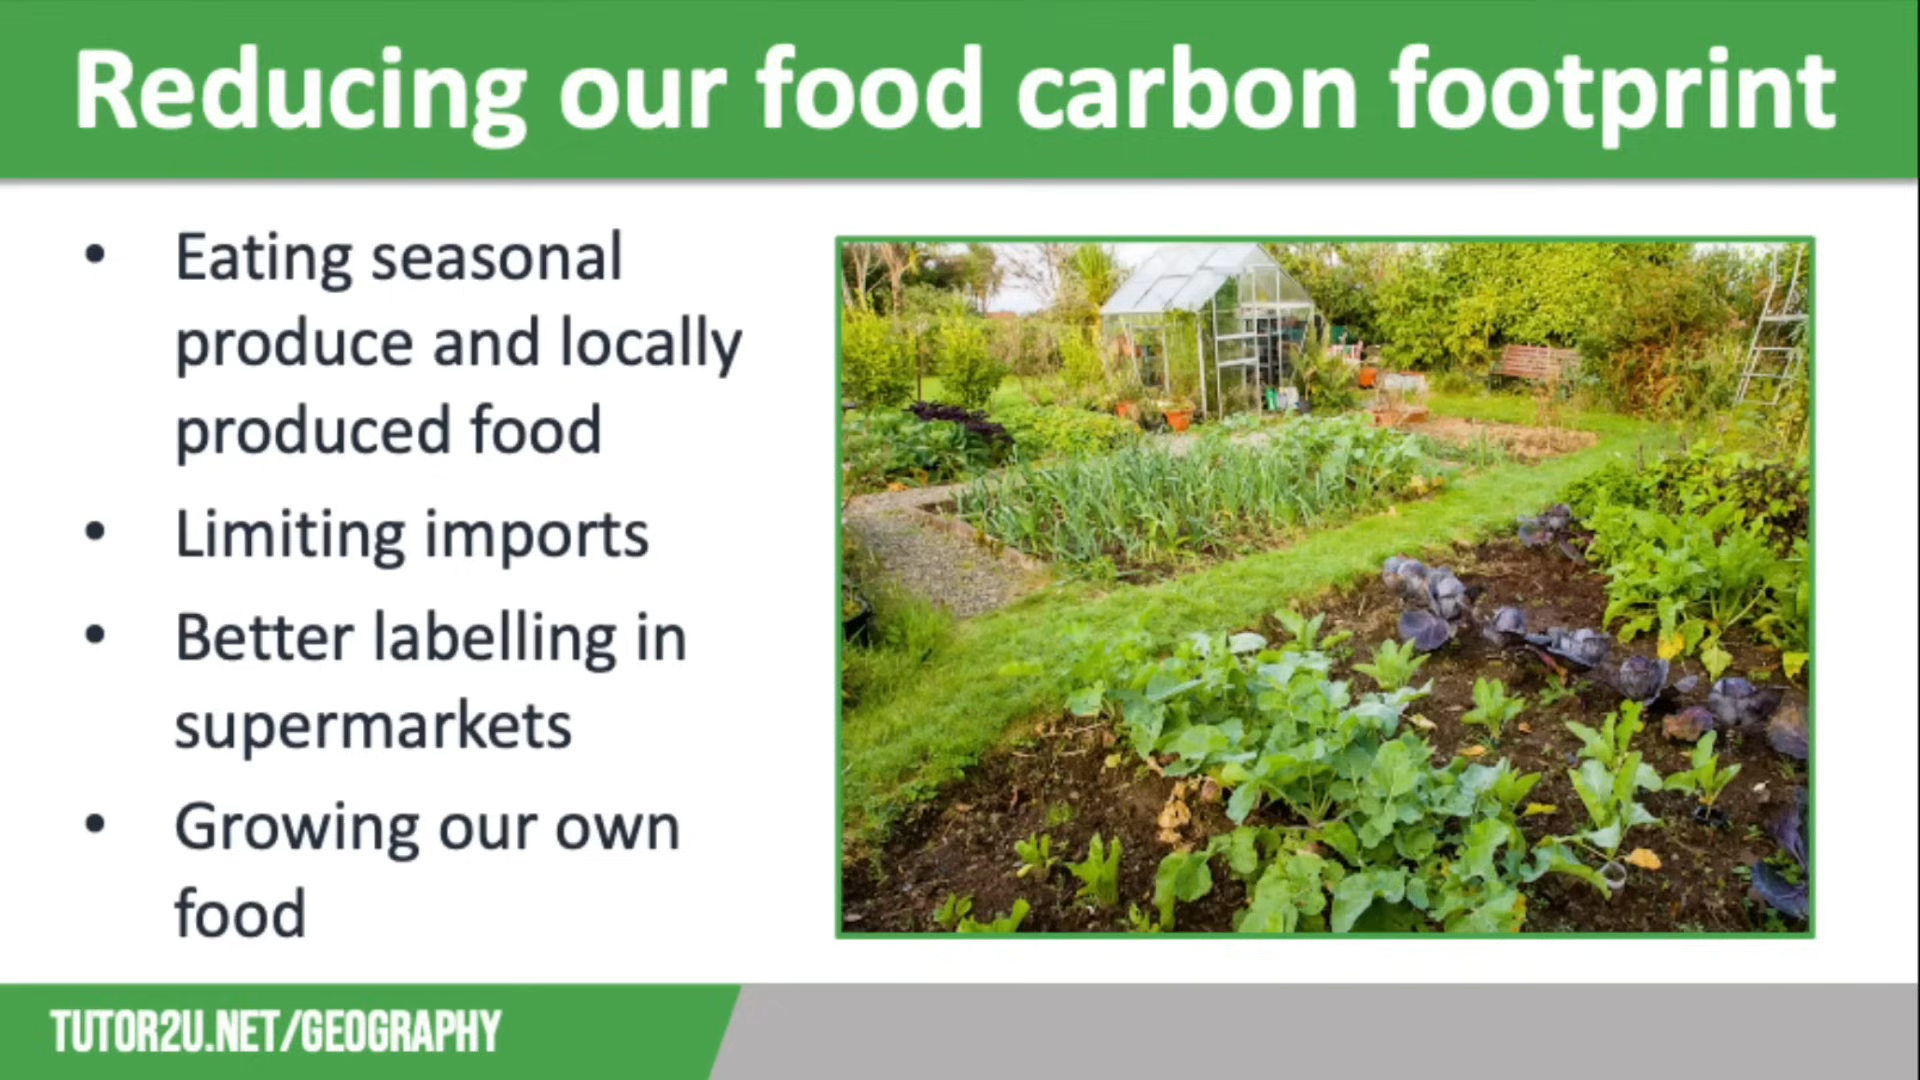 Reducing our food carbon footprint
• Eating seasonal
produce and locally
produced food
• Limiting imports
• Better labelling in
supermarkets
• Growing our own
food
TUTOR2U.NET/GEOGRAPHY